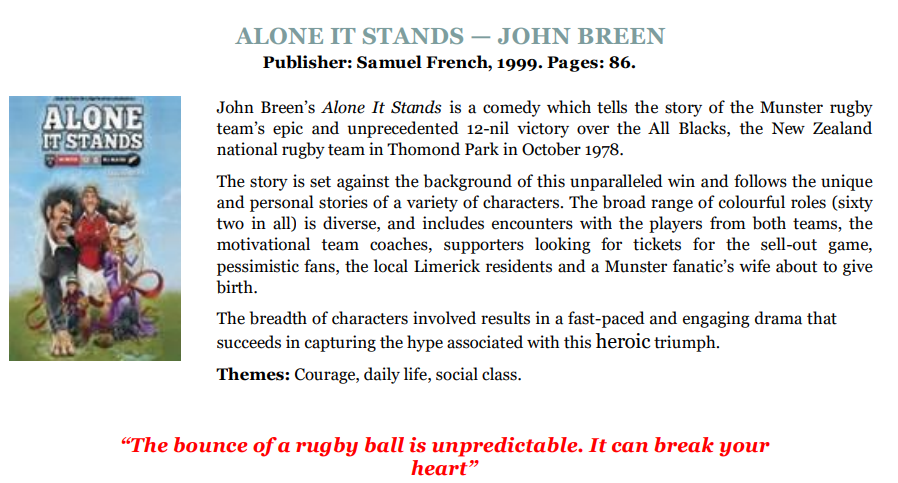 ALONE IT STANDS — JOHN BREEN
Publisher: Samuel French, 1999. Pages: 86.
ALONE
IT STANDS
John Breen’s Alone It Stands is a comedy which tells the story of the Munster rugby
team’s epic and unprecedented 12-nil victory over the All Blacks, the New Zealand
national rugby team in Thomond Park in October 1978.
The story is set against the background of this unparalleled win and follows the unique
and personal stories of a variety of characters. The broad range of colourful roles (sixty
two in all) is diverse, and includes encounters with the players from both teams, the
motivational team coaches, supporters looking for tickets for the sell-out game,
pessimistic fans, the local Limerick residents and a Munster fanatic’s wife about to give
birth.
The breadth of characters involved results in a fast-paced and engaging drama that
succeeds in capturing the hype associated with this heroic triumph.
Themes: Courage, daily life, social class.
“The bounce of a rugby ball is unpredictable. It can break your
heart”